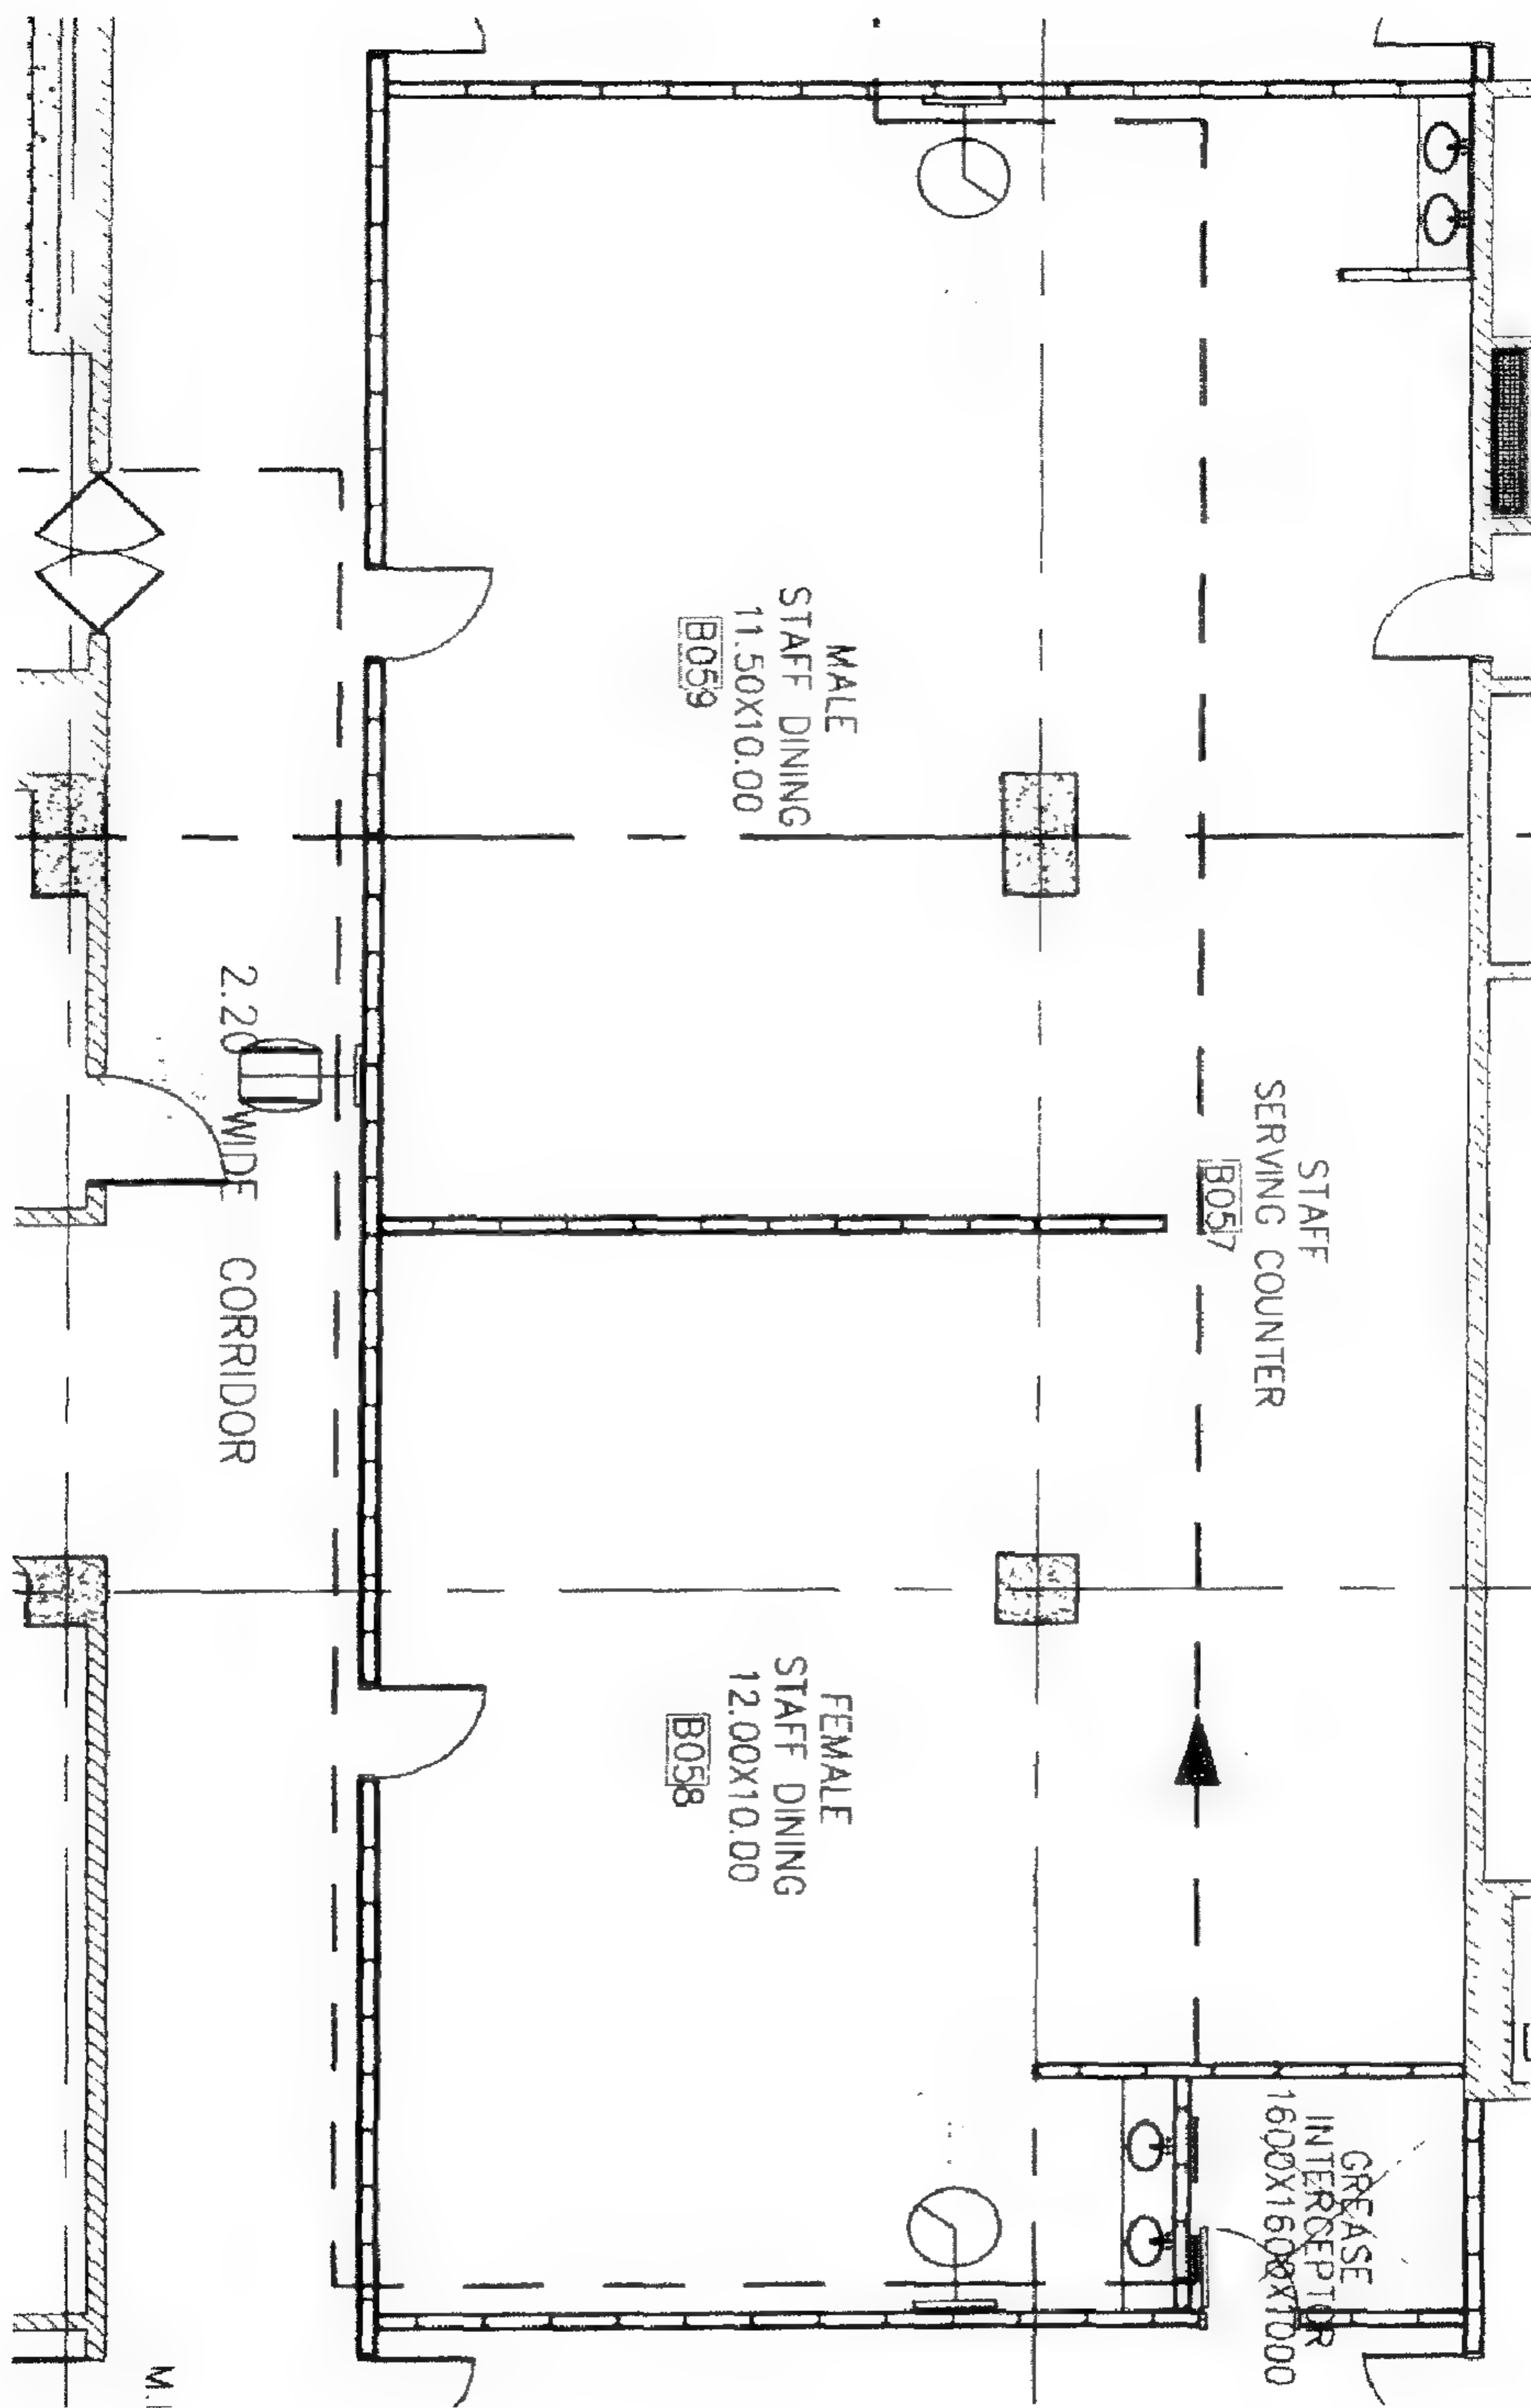 MALE
STAFF DINING
11.50X10.00
B059
STAFF
SERVING COUNTER
B057
2.20 WIDE CORRIDOR
FEMALE
STAFF DINING
12.00X10.00
B058
GREASE
INTERCEPTOR
1600X1600X1000
M.